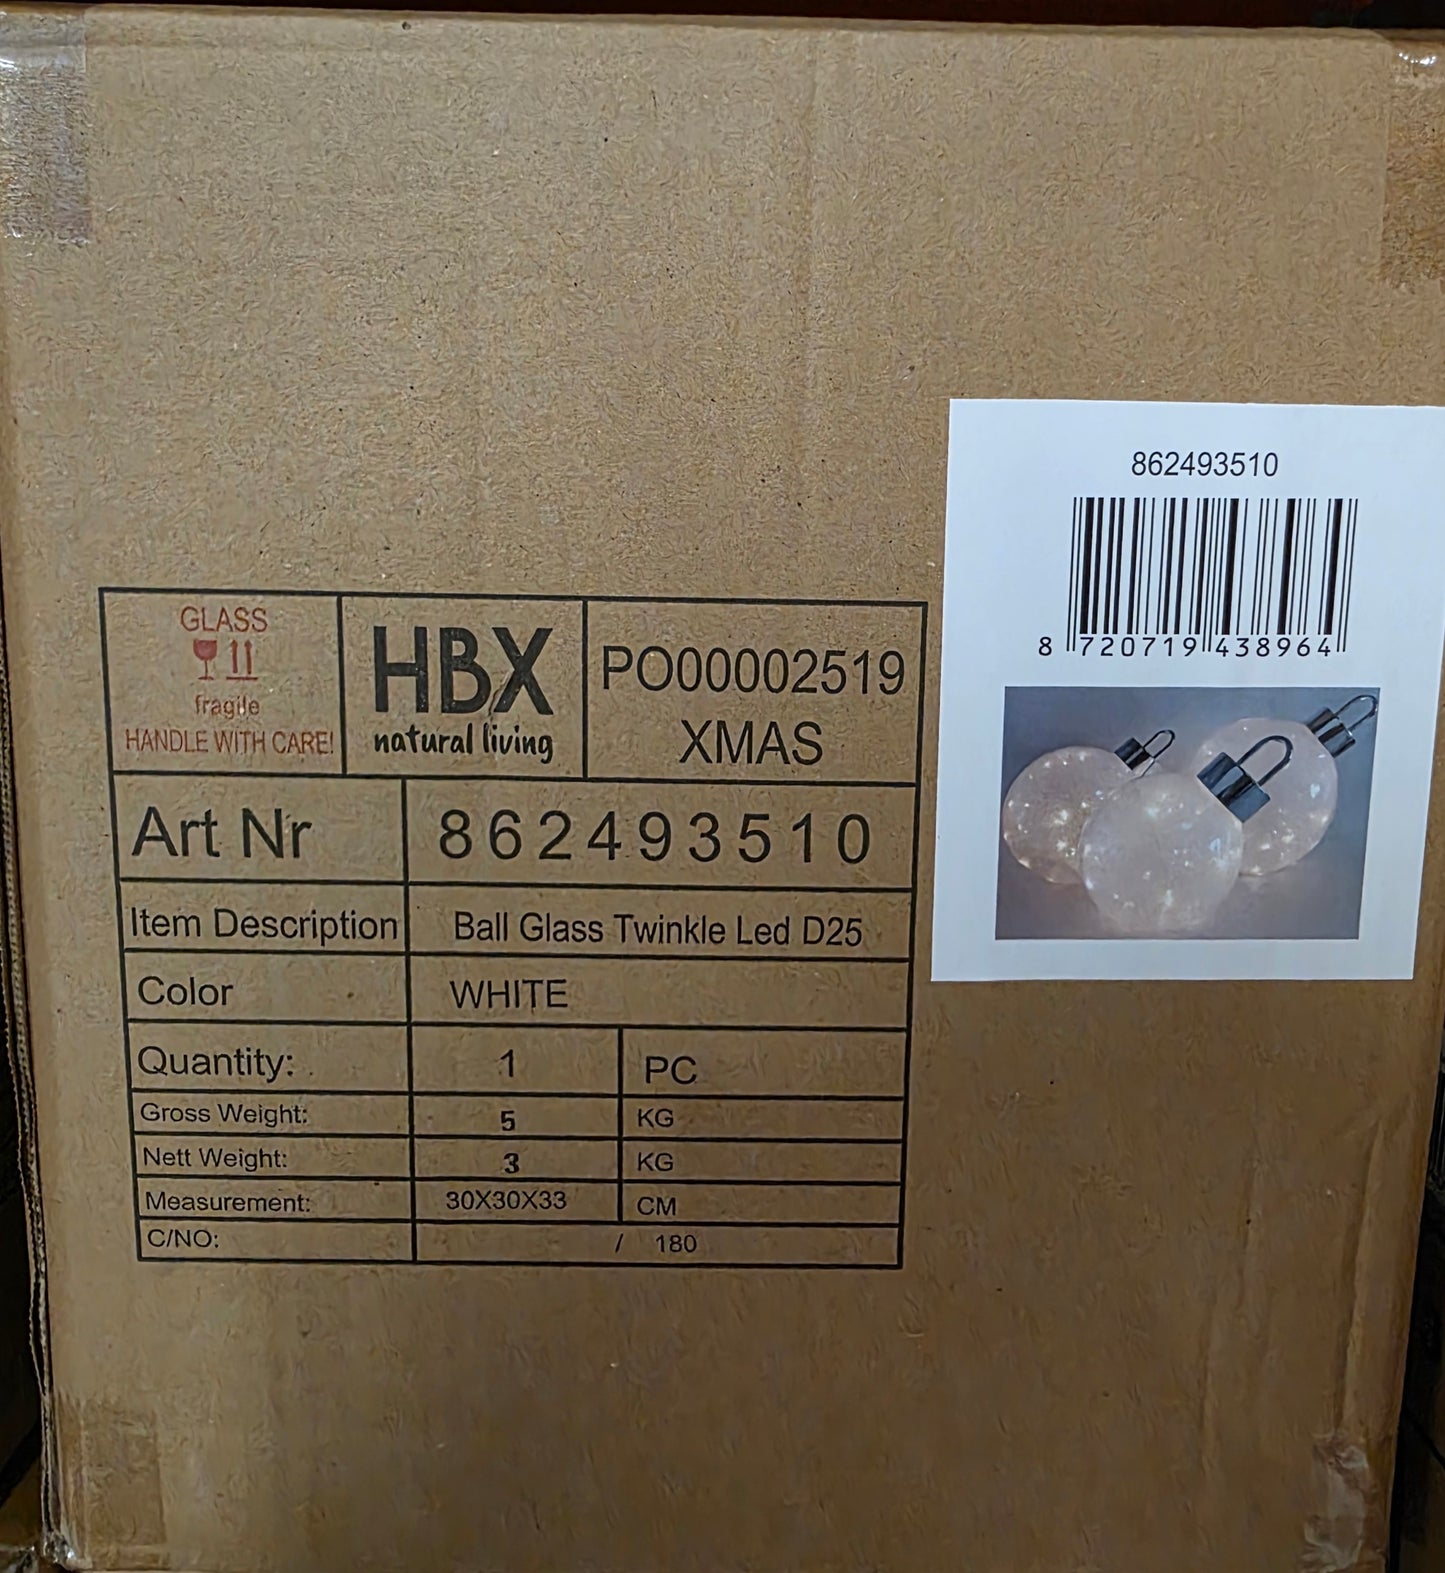 862493510
8 720719 438964
GLASS
fragile
HANDLE WITH CARE!
HBX
natural living
PO00002519
XMAS
Art Nr 862493510
Item Description Ball Glass Twinkle Led D25
Color WHITE
Quantity: 1 PC
Gross Weight: 5 KG
Nett Weight: 3 KG
Measurement: 30X30X33 CM
C/NO: / 180